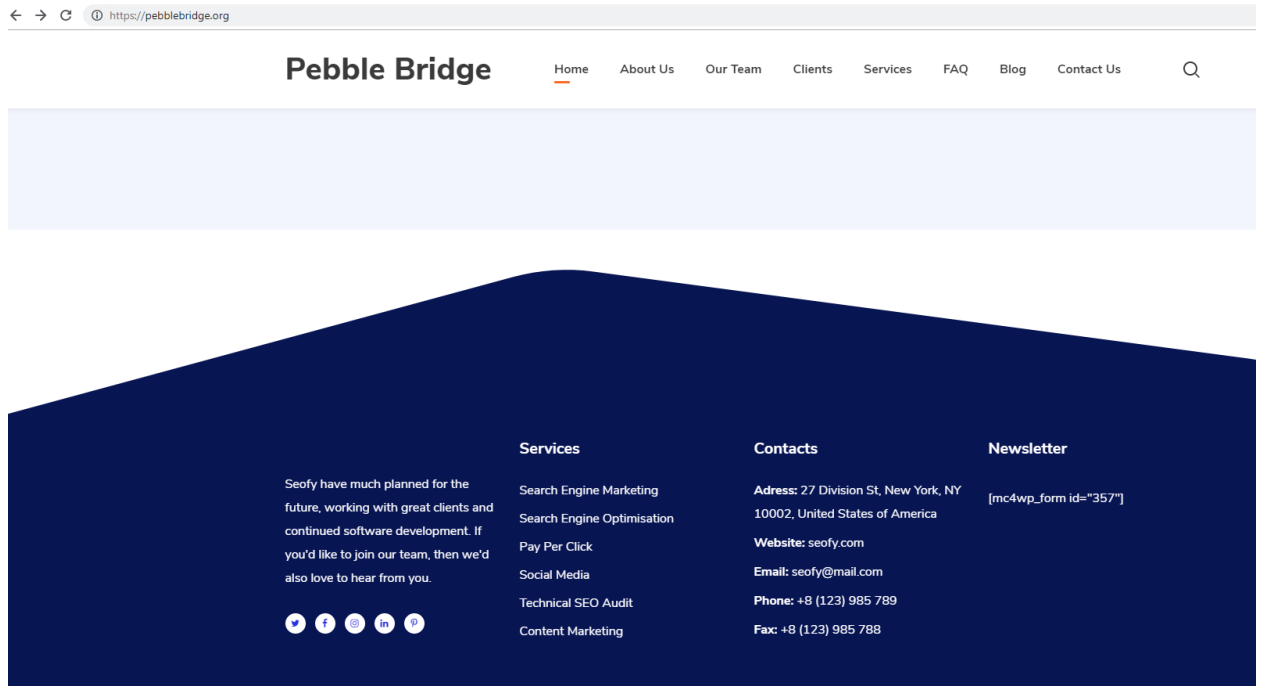 https://pebblebridge.org
Pebble Bridge
Home
About Us
Our Team
Clients
Services
FAQ
Blog
Contact Us
Seofy have much planned for the
future, working with great clients and
continued software development. If
you'd like to join our team, then we'd
also love to hear from you.
Services
Search Engine Marketing
Search Engine Optimisation
Pay Per Click
Social Media
Technical SEO Audit
Content Marketing
Contacts
Adress: 27 Division St, New York, NY
10002, United States of America
Website: seofy.com
Email: seofy@mail.com
Phone: +8 (123) 985 789
Fax: +8 (123) 985 788
Newsletter
[mc4wp_form id="357"]